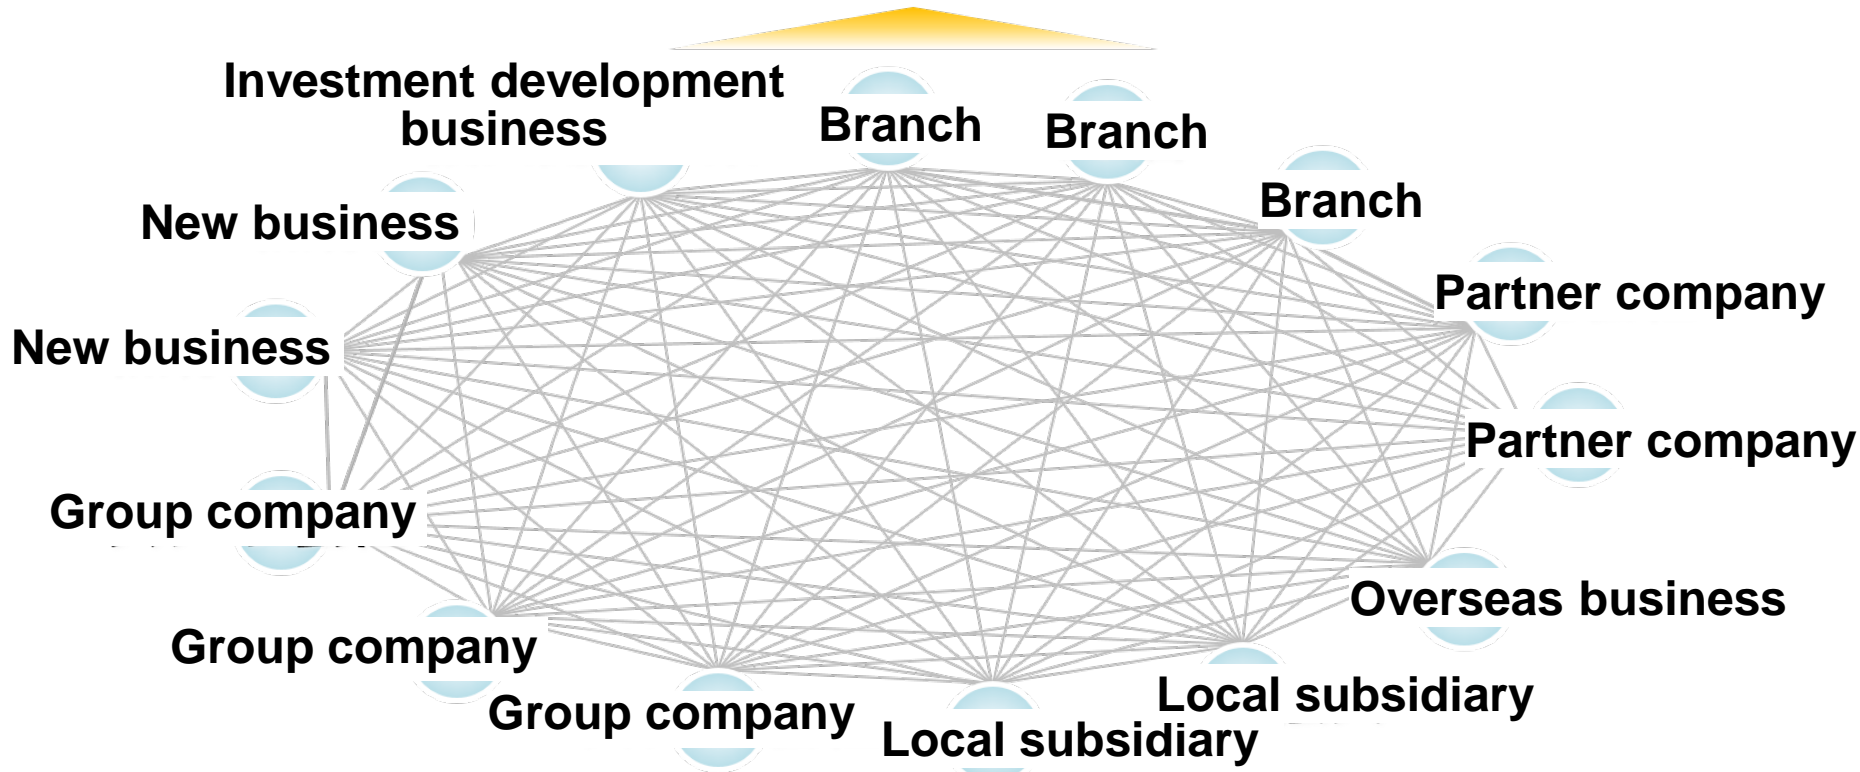 Investment development
business
Branch
Branch
Branch
New business
Partner company
New business
Partner company
Group company
Overseas business
Group company
Local subsidiary
Group company
Local subsidiary